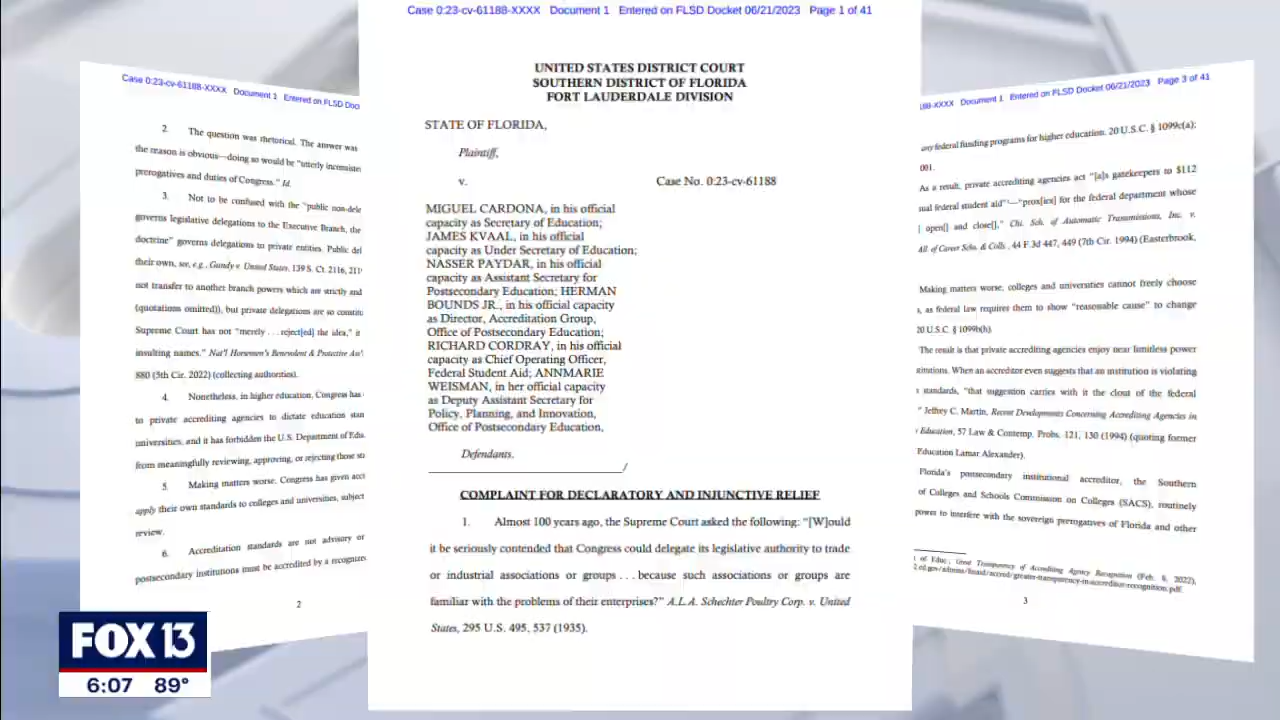 Case 0:23-cv-61188-XXXX Document 1 Entered on FLSD Doc
2. The question was rhetorical. The answer was
the reason is obvious—doing so would be "utterly inconsisten
prerogatives and duties of Congress." Id.
3. Not to be confused with the "public non-dele
governs legislative delegations to the Executive Branch, the
doctrine" governs delegations to private entities. Public del
their own, see, e.g., Gundy v. United States, 139 S. Ct. 2116, 211
not transfer to another branch powers which are strictly and
(quotations omitted)), but private delegations are so constitu
Supreme Court has not "merely . . . reject[ed] the idea," it
insulting names." Nat'l Horsemen's Benevolent & Protective Ass'
880 (5th Cir. 2022) (collecting authorities).
4. Nonetheless, in higher education, Congress has
to private accrediting agencies to dictate education stan
universities, and it has forbidden the U.S. Department of Edu
from meaningfully reviewing, approving, or rejecting those sta
5. Making matters worse, Congress has given acc
apply their own standards to colleges and universities, subject
review.
6. Accreditation standards are not advisory or
postsecondary institutions must be accredited by a recognize
2
Case 0:23-cv-61188-XXXX Document 1 Entered on FLSD Docket 06/21/2023 Page 1 of 41
UNITED STATES DISTRICT COURT
SOUTHERN DISTRICT OF FLORIDA
FORT LAUDERDALE DIVISION
STATE OF FLORIDA,
Plaintiff,
v. Case No. 0:23-cv-61188
MIGUEL CARDONA, in his official
capacity as Secretary of Education;
JAMES KVAAL, in his official
capacity as Under Secretary of Education;
NASSER PAYDAR, in his official
capacity as Assistant Secretary for
Postsecondary Education; HERMAN
BOUNDS JR., in his official capacity
as Director, Accreditation Group,
Office of Postsecondary Education;
RICHARD CORDRAY, in his official
capacity as Chief Operating Officer,
Federal Student Aid; ANNMARIE
WEISMAN, in her official capacity
as Deputy Assistant Secretary for
Policy, Planning, and Innovation,
Office of Postsecondary Education,
Defendants.
/
COMPLAINT FOR DECLARATORY AND INJUNCTIVE RELIEF
1. Almost 100 years ago, the Supreme Court asked the following: "[W]ould
it be seriously contended that Congress could delegate its legislative authority to trade
or industrial associations or groups . . . because such associations or groups are
familiar with the problems of their enterprises?" A.L.A. Schechter Poultry Corp. v. United
States, 295 U.S. 495, 537 (1935).
188-XXXX Document 1 Entered on FLSD Docket 06/21/2023 Page 3 of 41
any federal funding programs for higher education. 20 U.S.C. § 1099c(a);
001.
As a result, private accrediting agencies act "[a]s gatekeepers to $112
sual federal student aid"¹—"prox[ies] for the federal department whose
[ open[] and close[]," Chi. Sch. of Automatic Transmissions, Inc. v.
All. of Career Schs. & Colls., 44 F.3d 447, 449 (7th Cir. 1994) (Easterbrook,
Making matters worse, colleges and universities cannot freely choose
s, as federal law requires them to show "reasonable cause" to change
20 U.S.C. § 1099b(h).
The result is that private accrediting agencies enjoy near limitless power
stitutions. When an accreditor even suggests that an institution is violating
standards, "that suggestion carries with it the clout of the federal
" Jeffrey C. Martin, Recent Developments Concerning Accrediting Agencies in
Education, 57 Law & Contemp. Probs. 121, 130 (1994) (quoting former
Education Lamar Alexander).
Florida's postsecondary institutional accreditor, the Southern
of Colleges and Schools Commission on Colleges (SACS), routinely
power to interfere with the sovereign prerogatives of Florida and other
of Educ., Great Transparency of Accrediting Agency Recognition (Feb. 8, 2022),
3
FOX 13
6:07 89°